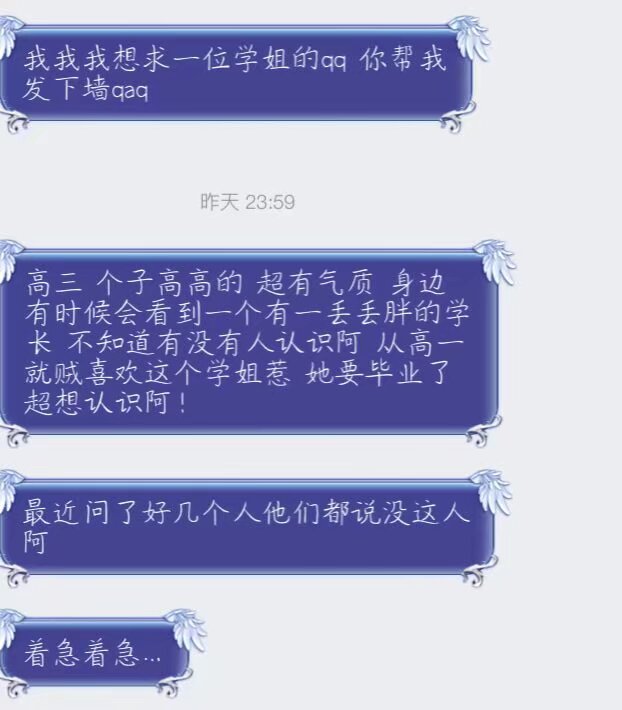 我我我想求一位学姐的qq 你帮我
发下墙qaq
昨天 23:59
高三 个子高高的 超有气质 身边
有时候会看到一个有一丢丢胖的学
长 不知道有没有人认识阿 从高一
就贼喜欢这个学姐惹 她要毕业了
超想认识阿！
最近问了好几个人他们都说没这人
阿
着急着急...